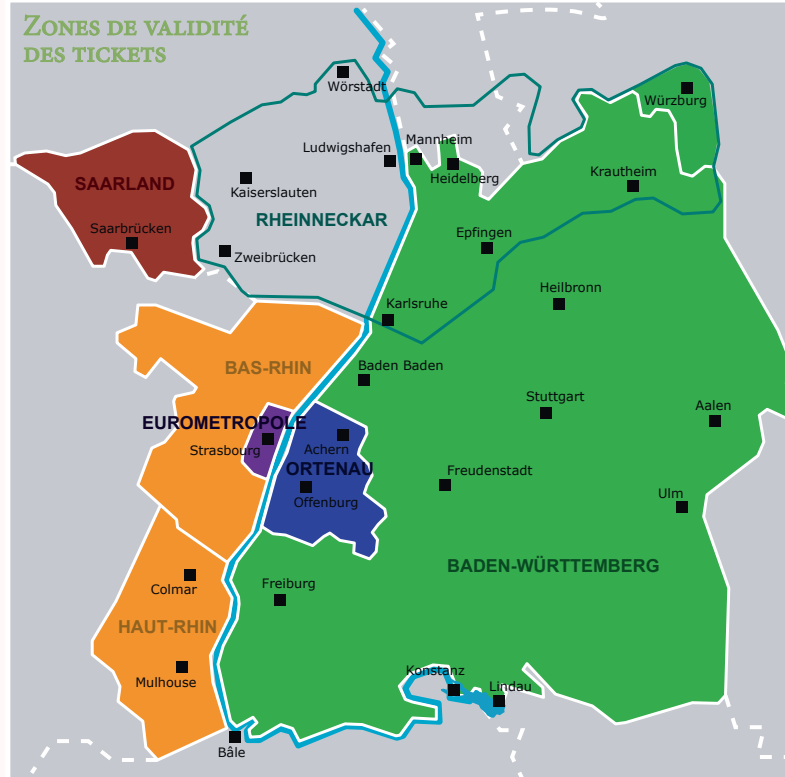 ZONES DE VALIDITÉ
DES TICKETS
Wörstadt
Würzburg
Mannheim
Ludwigshafen
Heidelberg
SAARLAND
Kaiserslauten
Krautheim
RHEINNECKAR
Saarbrücken
Epfingen
Zweibrücken
Heilbronn
Karlsruhe
BAS-RHIN
Baden Baden
Stuttgart
Aalen
EUROMETROPOLE
Strasbourg
Achern
ORTENAU
Freudenstadt
Offenburg
Ulm
BADEN-WÜRTTEMBERG
Freiburg
Colmar
HAUT-RHIN
Konstanz
Mulhouse
Lindau
Bâle